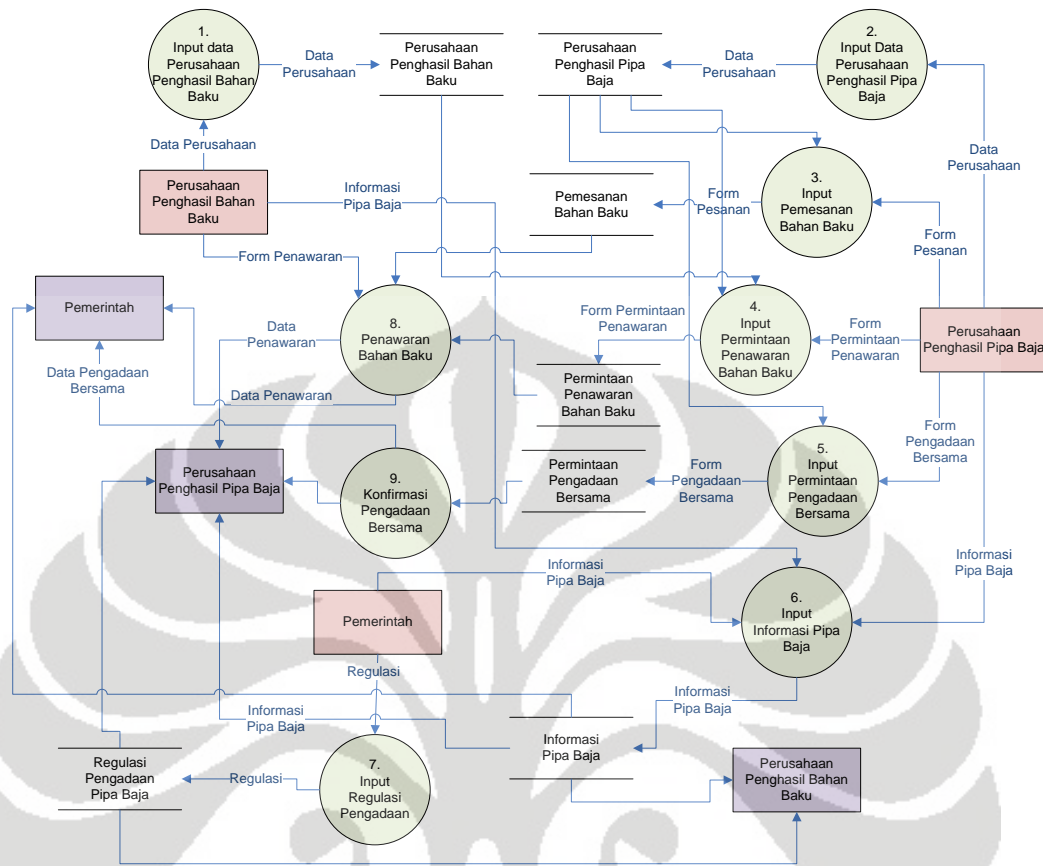 1.
Input data
Perusahaan
Penghasil Bahan
Baku
Data
Perusahaan
Perusahaan
Penghasil Bahan
Baku
Perusahaan
Penghasil Pipa
Baja
Data
Perusahaan
2.
Input Data
Perusahaan
Penghasil Pipa
Baja
Data Perusahaan
Data
Perusahaan
Perusahaan
Penghasil Bahan
Baku
Informasi
Pipa Baja
Pemesanan
Bahan Baku
Form
Pesanan
3.
Input
Pemesanan
Bahan Baku
Form
Pesanan
Form Penawaran
Pemerintah
Data
Penawaran
8.
Penawaran
Bahan Baku
Form Permintaan
Penawaran
4.
Input
Permintaan
Penawaran
Bahan Baku
Form
Permintaan
Penawaran
Perusahaan
Penghasil Pipa Baja
Data Pengadaan
Bersama
Data Penawaran
Permintaan
Penawaran
Bahan Baku
Form
Pengadaan
Bersama
Perusahaan
Penghasil Pipa Baja
9.
Konfirmasi
Pengadaan
Bersama
Permintaan
Pengadaan
Bersama
Form
Pengadaan
Bersama
5.
Input
Permintaan
Pengadaan
Bersama
Informasi
Pipa Baja
Informasi
Pipa Baja
6.
Input
Informasi Pipa
Baja
Pemerintah
Regulasi
Informasi
Pipa Baja
Informasi
Pipa Baja
Informasi
Pipa Baja
Regulasi
Pengadaan
Pipa Baja
Regulasi
7.
Input
Regulasi
Pengadaan
Perusahaan
Penghasil Bahan
Baku